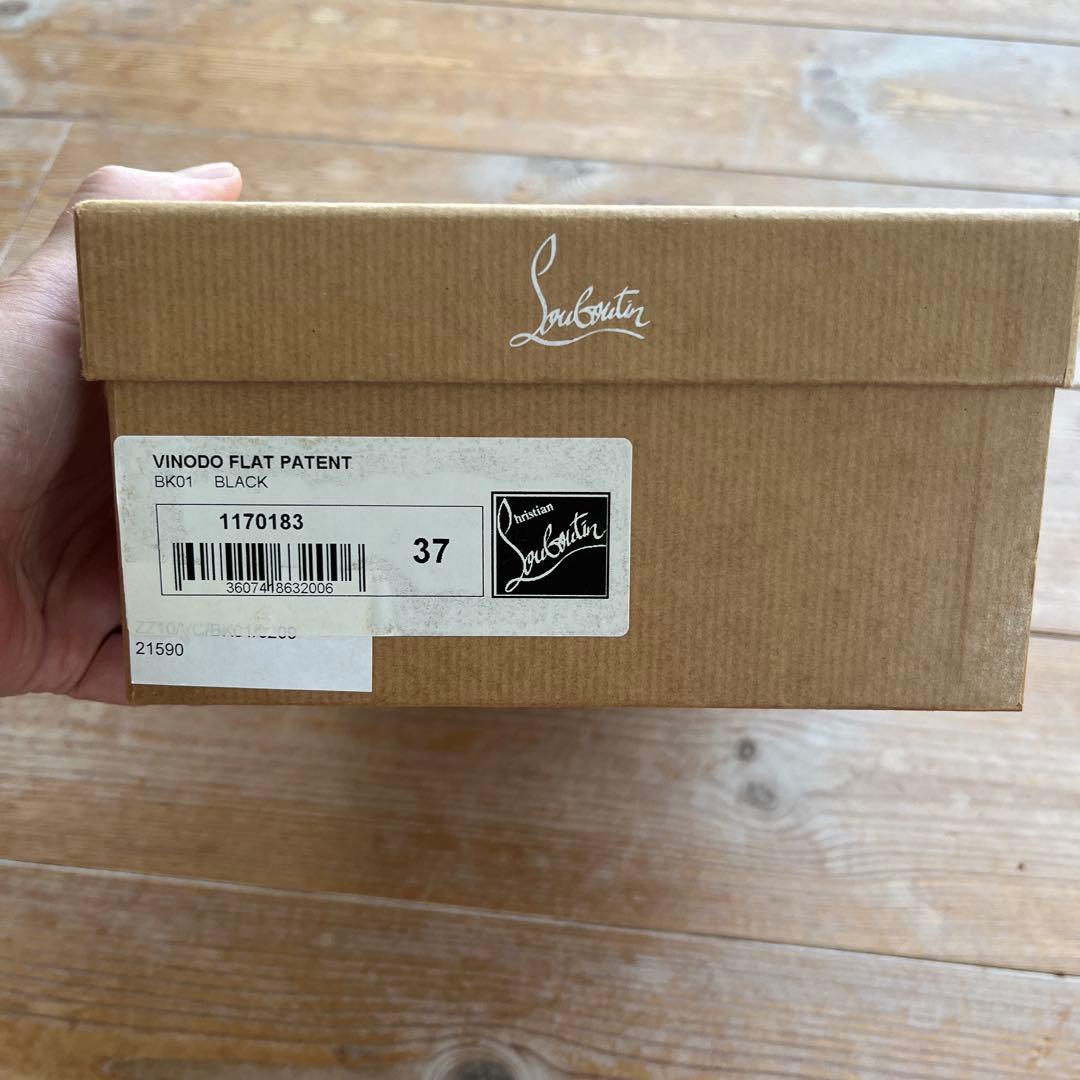 Louboutin
VINODO FLAT PATENT
BK01 BLACK
1170183
37
3607418632006
Christian
Louboutin
21590